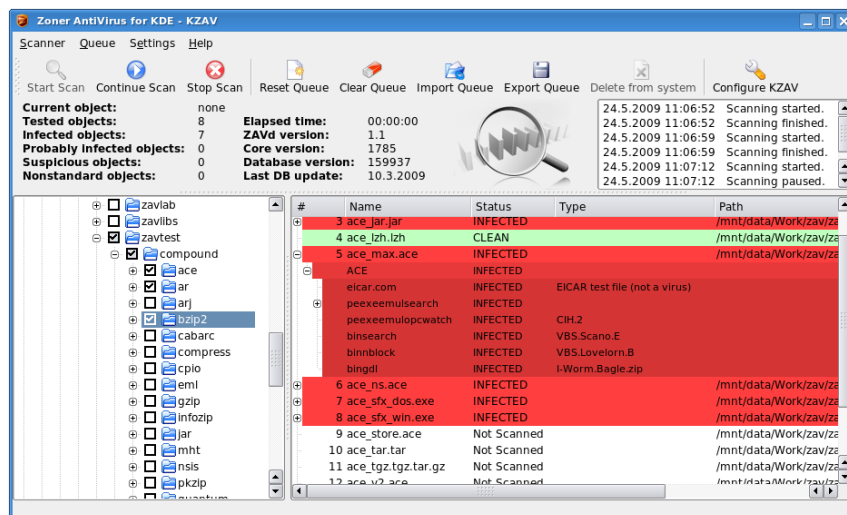 Zoner AntiVirus for KDE - KZAV
Scanner Queue Settings Help
Start Scan Continue Scan Stop Scan Reset Queue Clear Queue Import Queue Export Queue Delete from system Configure KZAV
Current object: none
Tested objects: 8 Elapsed time: 00:00:00
Infected objects: 7 ZAVd version: 1.1
Probably infected objects: 0 Core version: 1785
Suspicious objects: 0 Database version: 159937
Nonstandard objects: 0 Last DB update: 10.3.2009
24.5.2009 11:06:52 Scanning started.
24.5.2009 11:06:52 Scanning finished.
24.5.2009 11:06:59 Scanning started.
24.5.2009 11:06:59 Scanning finished.
24.5.2009 11:07:12 Scanning started.
24.5.2009 11:07:12 Scanning paused.
zavlab
zavlibs
zavtest
compound
ace
ar
arj
bzip2
cabarc
compress
cpio
eml
gzip
infozip
jar
mht
nsis
pkzip
quantum
# Name Status Type Path
3 ace_jar.jar INFECTED /mnt/data/Work/zav/za
4 ace_lzh.lzh CLEAN /mnt/data/Work/zav/za
5 ace_max.ace INFECTED /mnt/data/Work/zav/za
ACE INFECTED
eicar.com INFECTED EICAR test file (not a virus)
peexeemulsearch INFECTED
peexeemulopcwatch INFECTED CIH.2
binsearch INFECTED VBS.Scano.E
binnblock INFECTED VBS.Lovelorn.B
bingdl INFECTED I-Worm.Bagle.zip
6 ace_ns.ace INFECTED /mnt/data/Work/zav/za
7 ace_sfx_dos.exe INFECTED /mnt/data/Work/zav/za
8 ace_sfx_win.exe INFECTED /mnt/data/Work/zav/za
9 ace_store.ace Not Scanned /mnt/data/Work/zav/za
10 ace_tar.tar Not Scanned /mnt/data/Work/zav/za
11 ace_tgz.tgz.tar.gz Not Scanned /mnt/data/Work/zav/za
12 ace_v2.ace Not Scanned /mnt/data/Work/zav/za